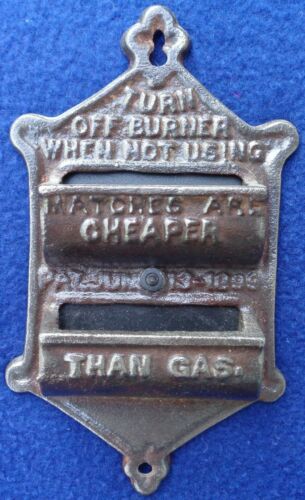 TURN
OFF BURNER
WHEN NOT USING
MATCHES ARE
CHEAPER
PAT. JUN 13-1899
THAN GAS.